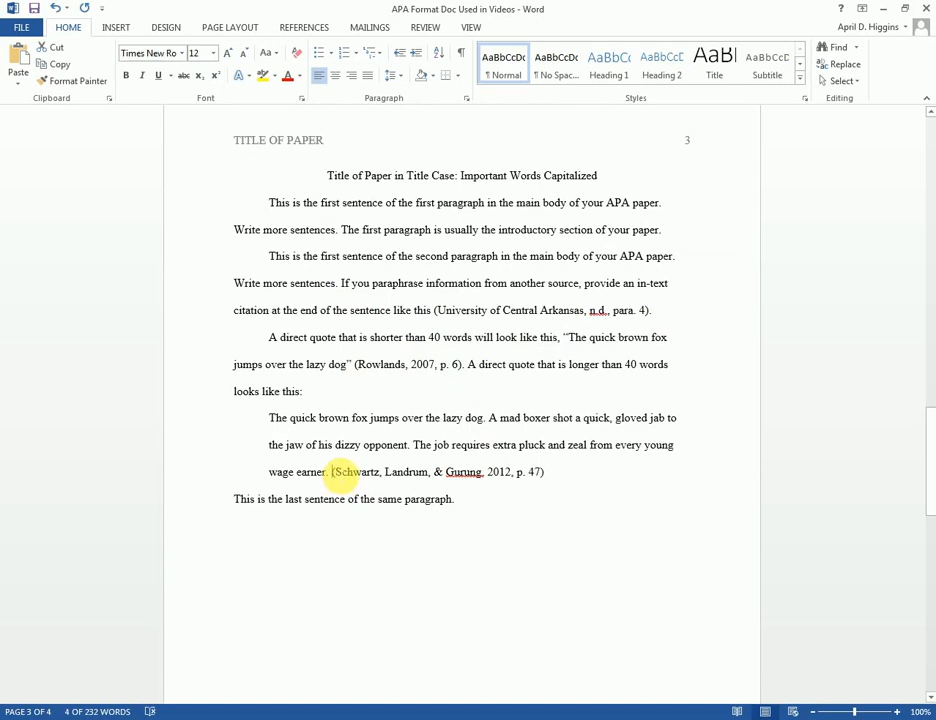 APA Format Doc Used in Videos - Word
FILE HOME INSERT DESIGN PAGE LAYOUT REFERENCES MAILINGS REVIEW VIEW April D. Higgins
Paste
Cut
Copy
Format Painter
Clipboard
Times New Ro 12
Font
Paragraph
AaBbCcDc AaBbCcDc AaBbCc AaBbCcD AaBl AaBbCcD
¶ Normal ¶ No Spac... Heading 1 Heading 2 Title Subtitle
Styles
Find
Replace
Select
Editing
TITLE OF PAPER 3
Title of Paper in Title Case: Important Words Capitalized
This is the first sentence of the first paragraph in the main body of your APA paper.
Write more sentences. The first paragraph is usually the introductory section of your paper.
This is the first sentence of the second paragraph in the main body of your APA paper.
Write more sentences. If you paraphrase information from another source, provide an in-text
citation at the end of the sentence like this (University of Central Arkansas, n.d., para. 4).
A direct quote that is shorter than 40 words will look like this, “The quick brown fox
jumps over the lazy dog” (Rowlands, 2007, p. 6). A direct quote that is longer than 40 words
looks like this:
The quick brown fox jumps over the lazy dog. A mad boxer shot a quick, gloved jab to
the jaw of his dizzy opponent. The job requires extra pluck and zeal from every young
wage earner. (Schwartz, Landrum, & Gurung, 2012, p. 47)
This is the last sentence of the same paragraph.
PAGE 3 OF 4 4 OF 232 WORDS 100%